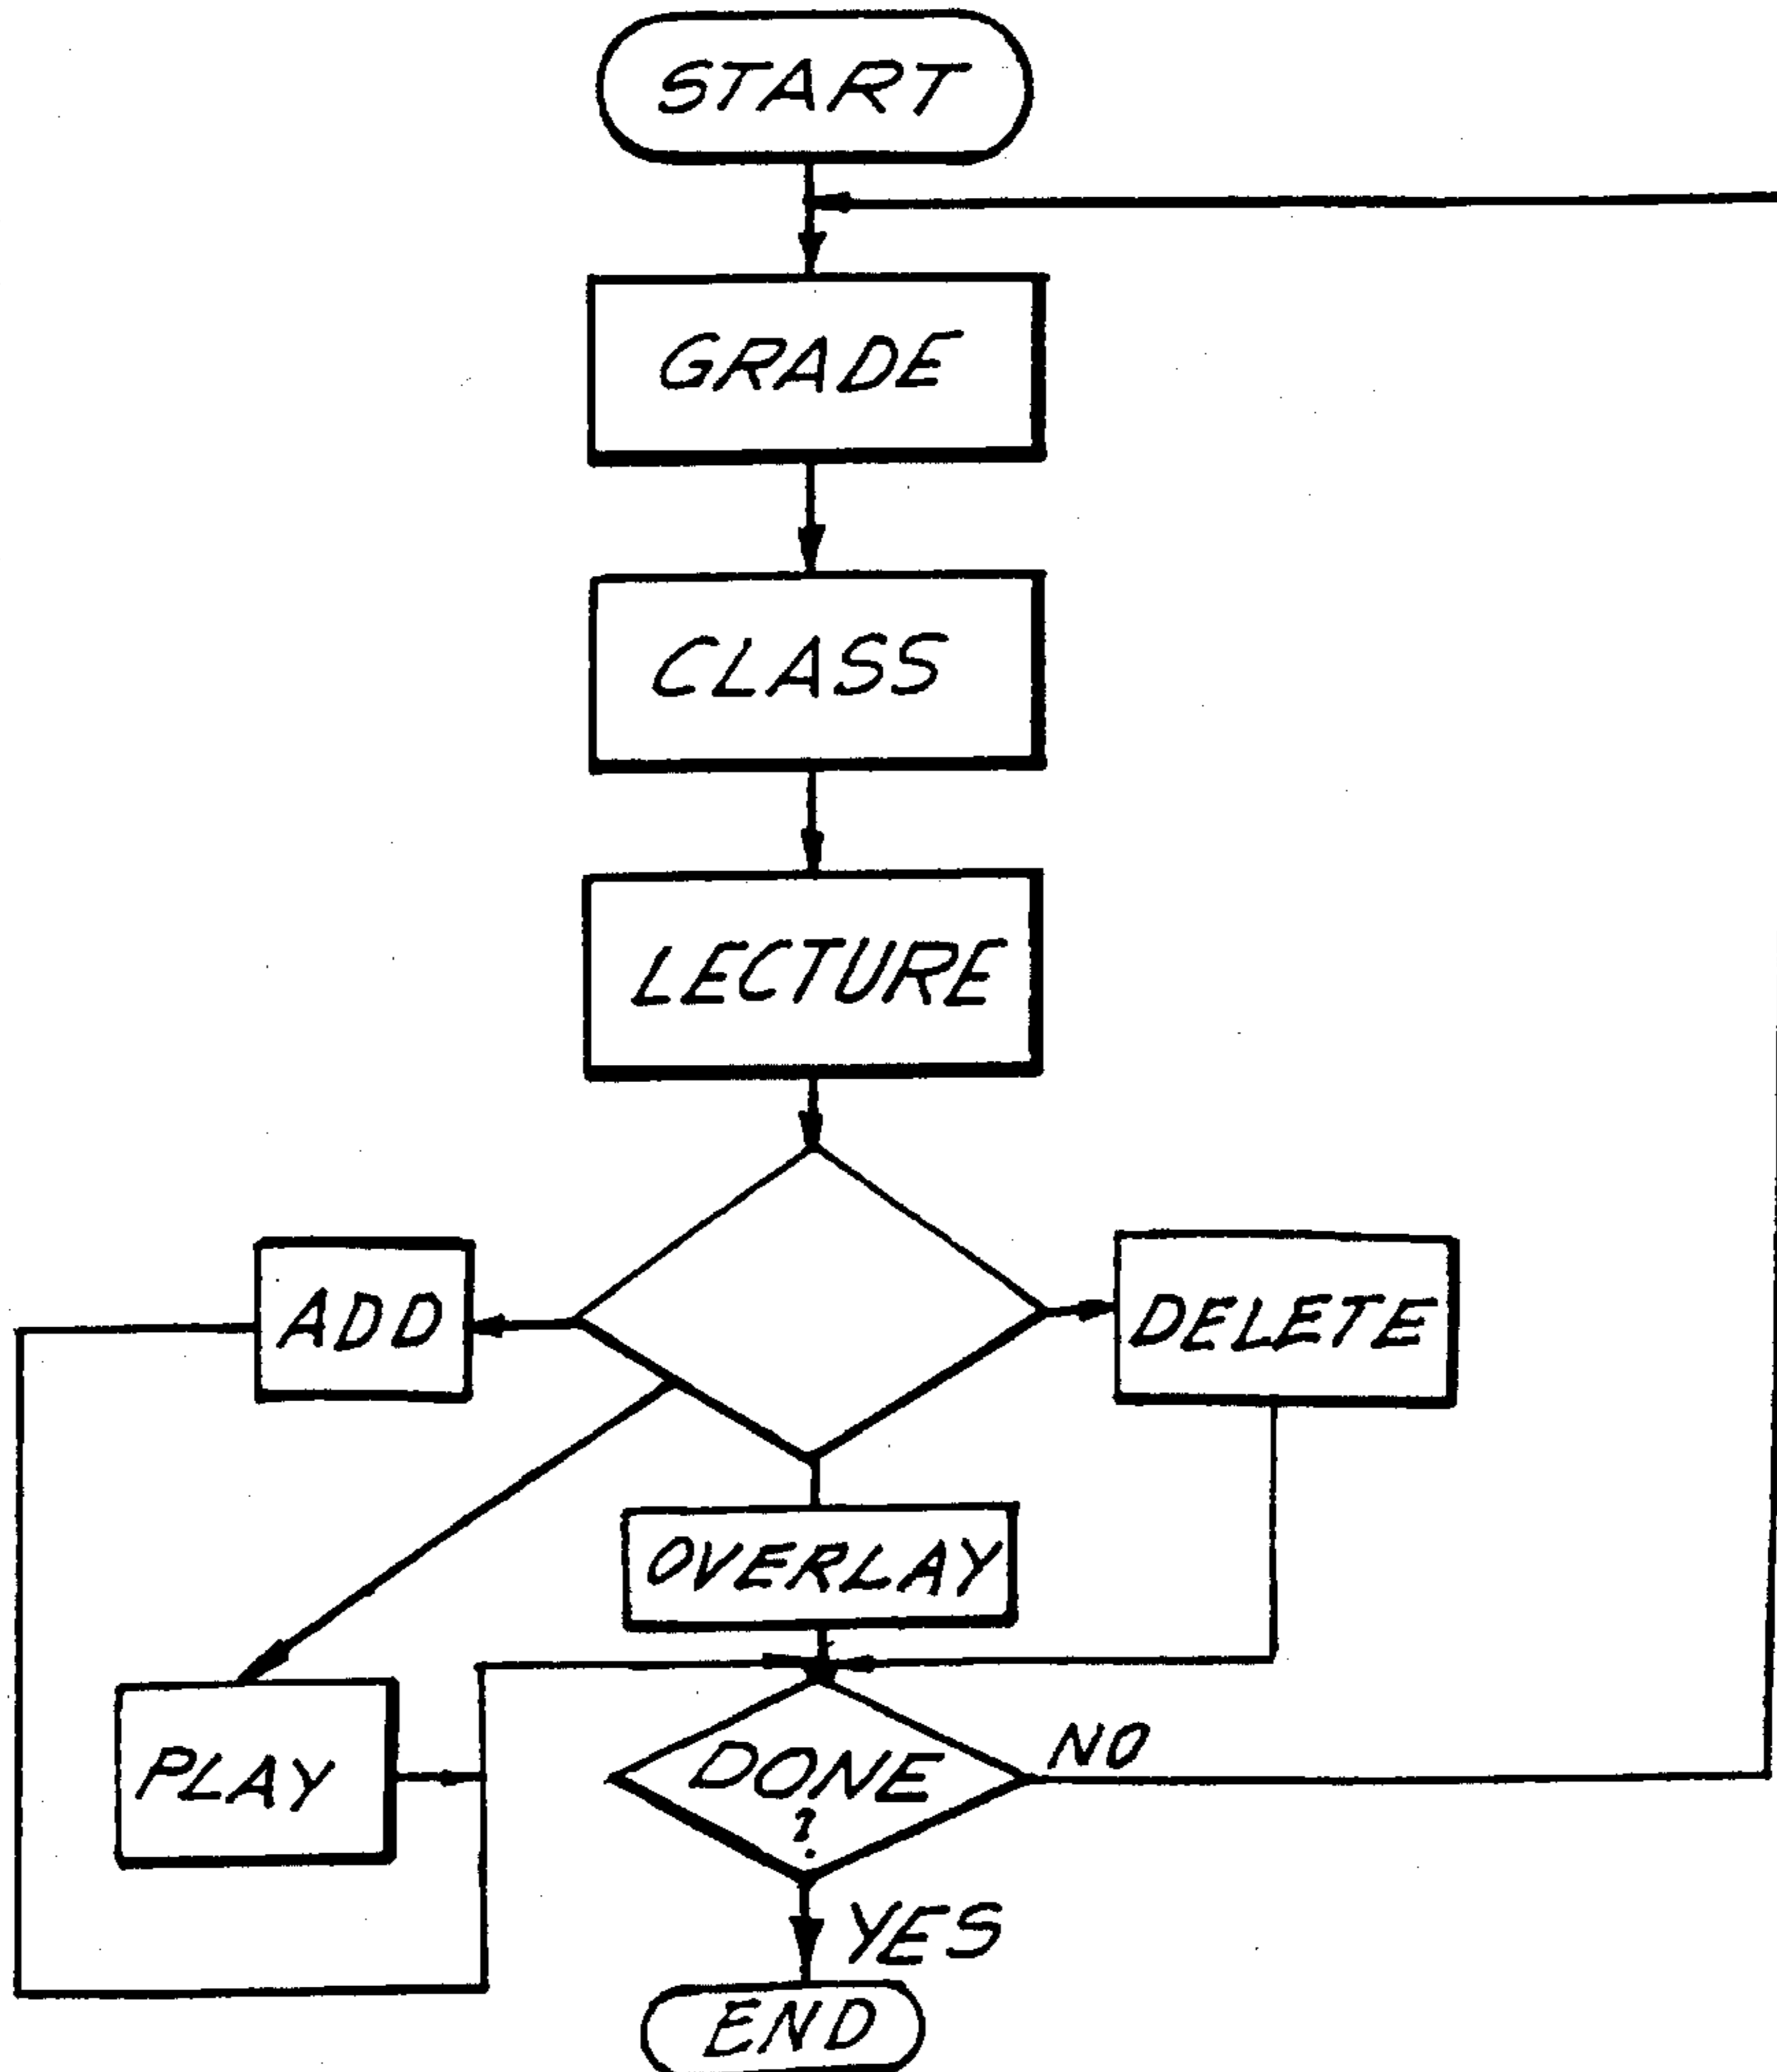 START
GRADE
CLASS
LECTURE
ADD
DELETE
OVERLAY
PLAY
DONE
?
NO
YES
END